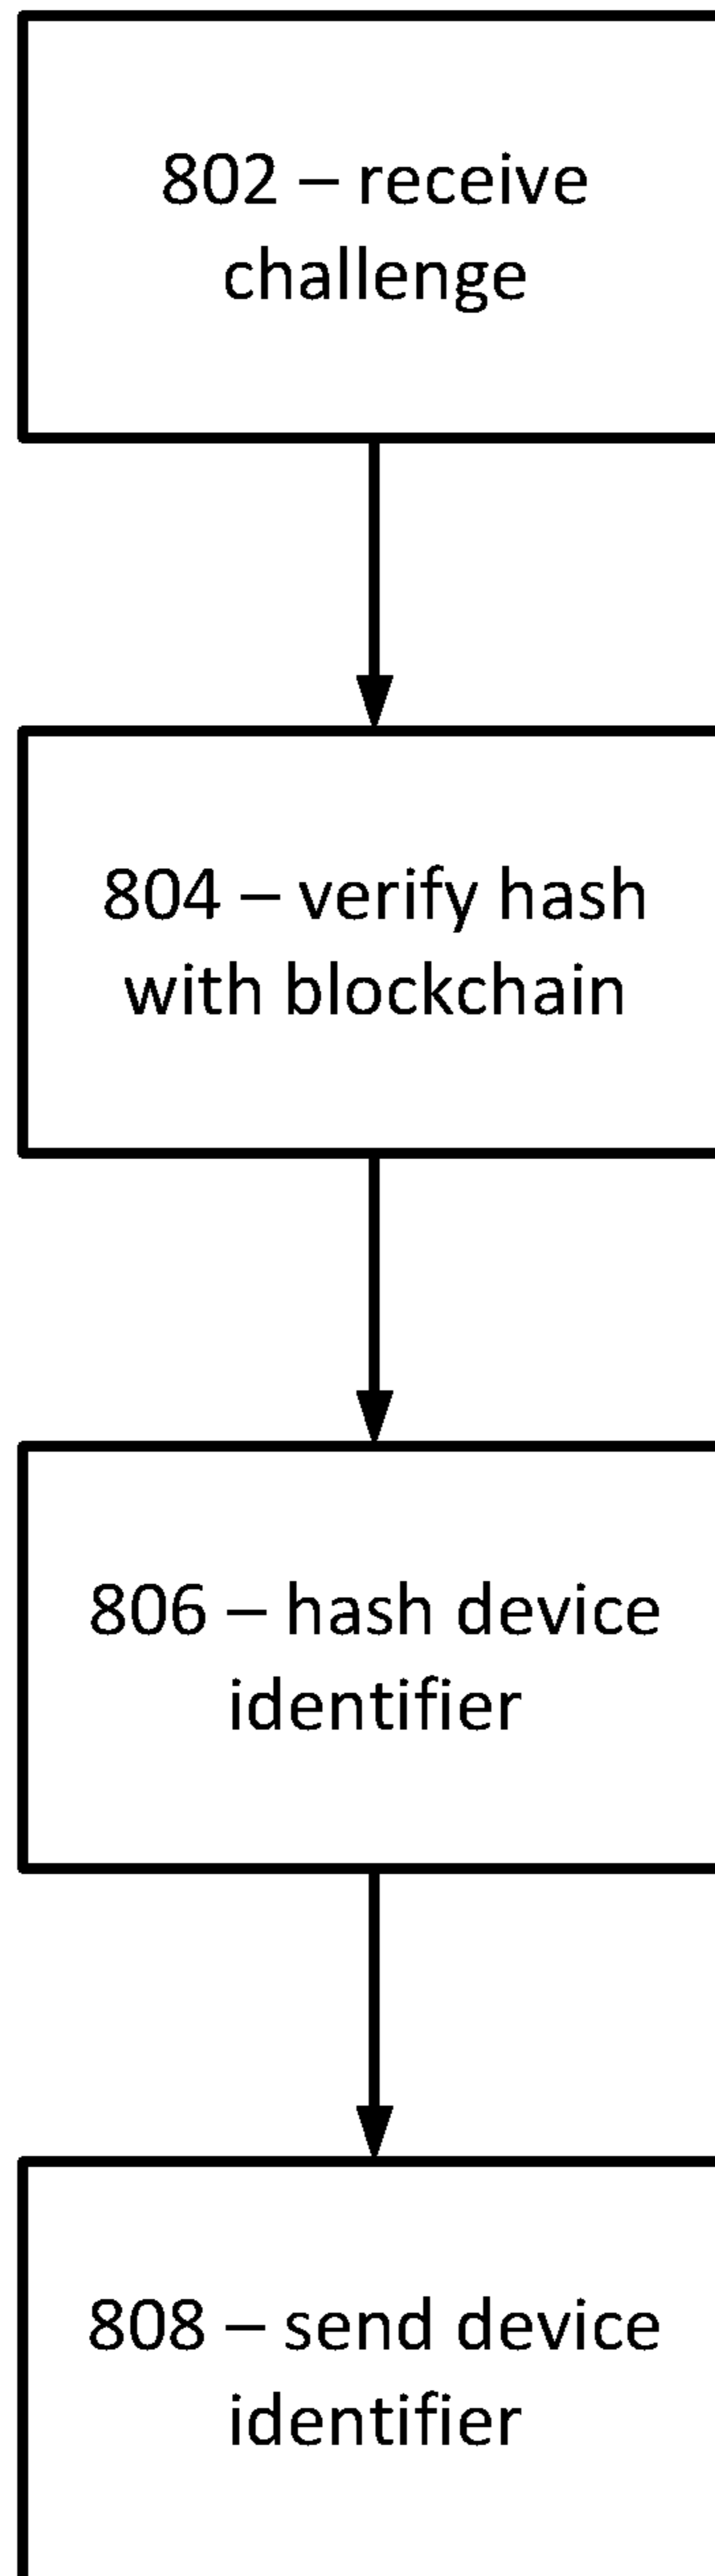 802 – receive
challenge
804 – verify hash
with blockchain
806 – hash device
identifier
808 – send device
identifier